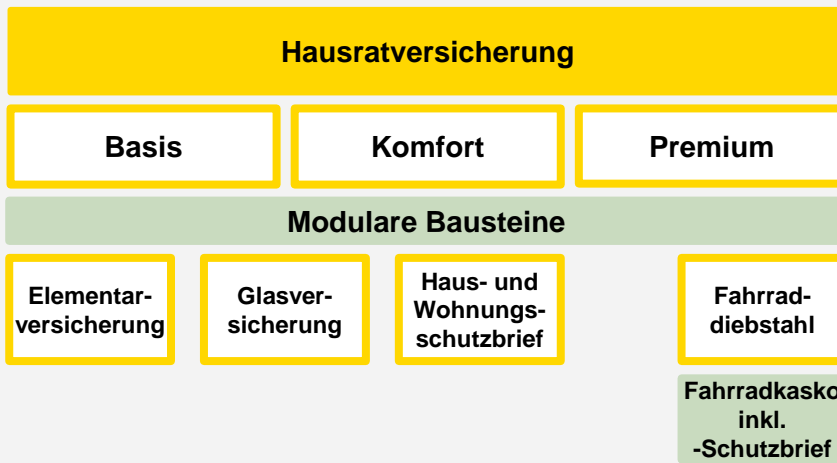 Hausratversicherung
Basis
Komfort
Premium
Modulare Bausteine
Elementar-
versicherung
Glasver-
sicherung
Haus- und
Wohnungs-
schutzbrief
Fahrrad-
diebstahl
Fahrradkasko
inkl.
-Schutzbrief